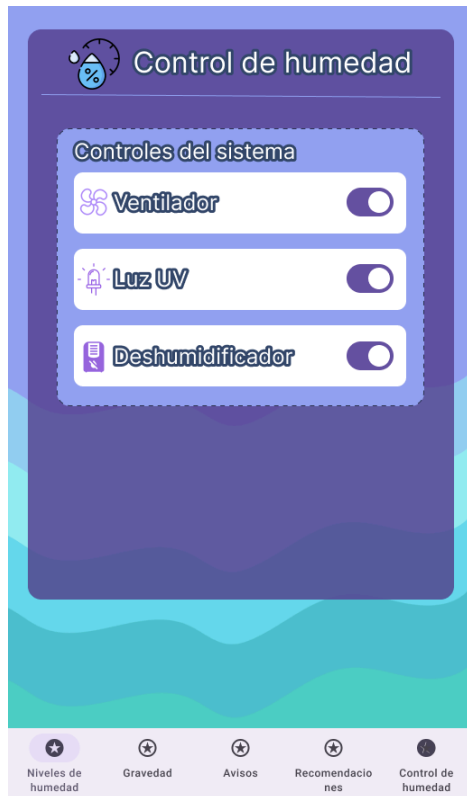 %
Control de humedad
Controles del sistema
Ventilador
Luz UV
Deshumidificador
Niveles de
humedad
Gravedad
Avisos
Recomendacio
nes
Control de
humedad